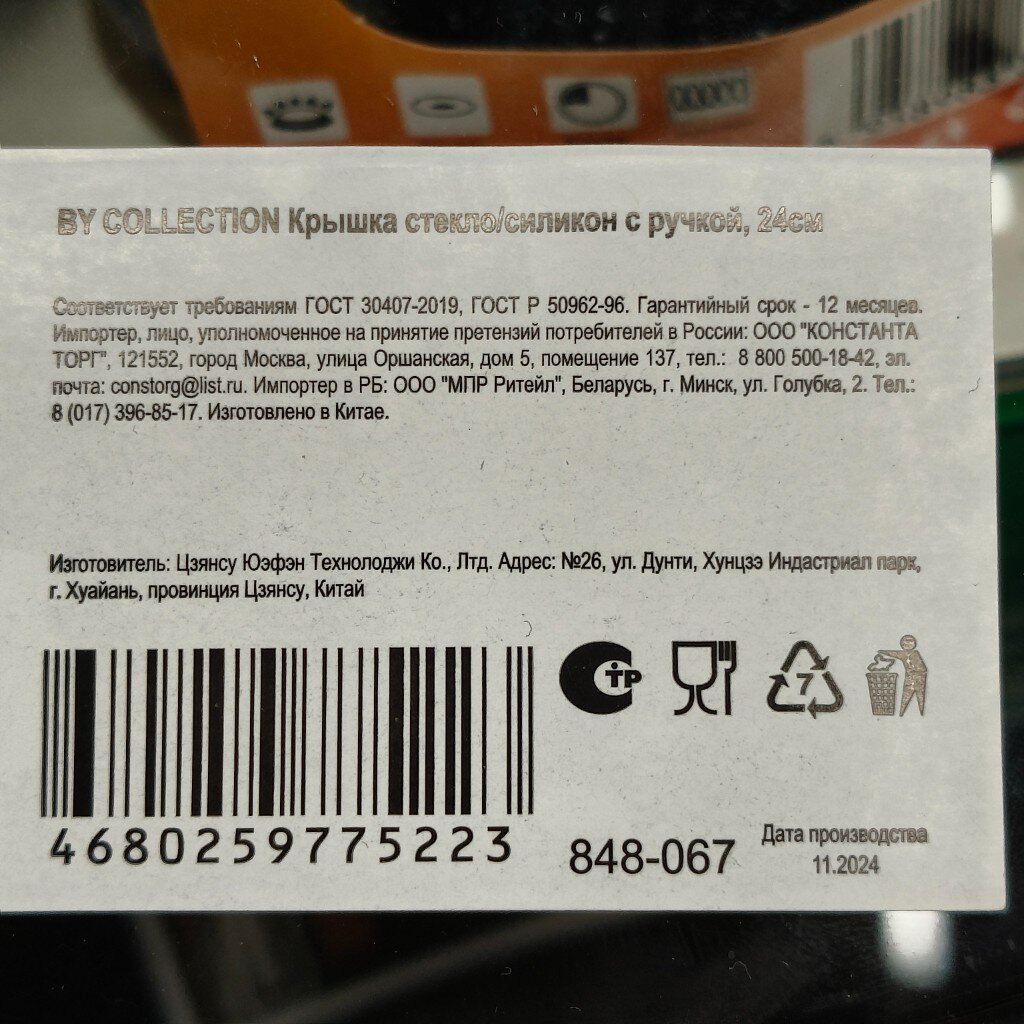 BY COLLECTION Крышка стекло/силикон с ручкой, 24см
Соответствует требованиям ГОСТ 30407-2019, ГОСТ Р 50962-96. Гарантийный срок - 12 месяцев.
Импортер, лицо, уполномоченное на принятие претензий потребителей в России: ООО "КОНСТАНТА
ТОРГ", 121552, город Москва, улица Оршанская, дом 5, помещение 137, тел.: 8 800 500-18-42, эл.
почта: constorg@list.ru. Импортер в РБ: ООО "МПР Ритейл", Беларусь, г. Минск, ул. Голубка, 2. Тел.:
8 (017) 396-85-17. Изготовлено в Китае.
Изготовитель: Цзянсу Юэфэн Технолоджи Ко., Лтд. Адрес: №26, ул. Дунти, Хунцзэ Индастриал парк,
г. Хуайань, провинция Цзянсу, Китай
СТР
7
4680259775223
848-067
Дата производства
11.2024